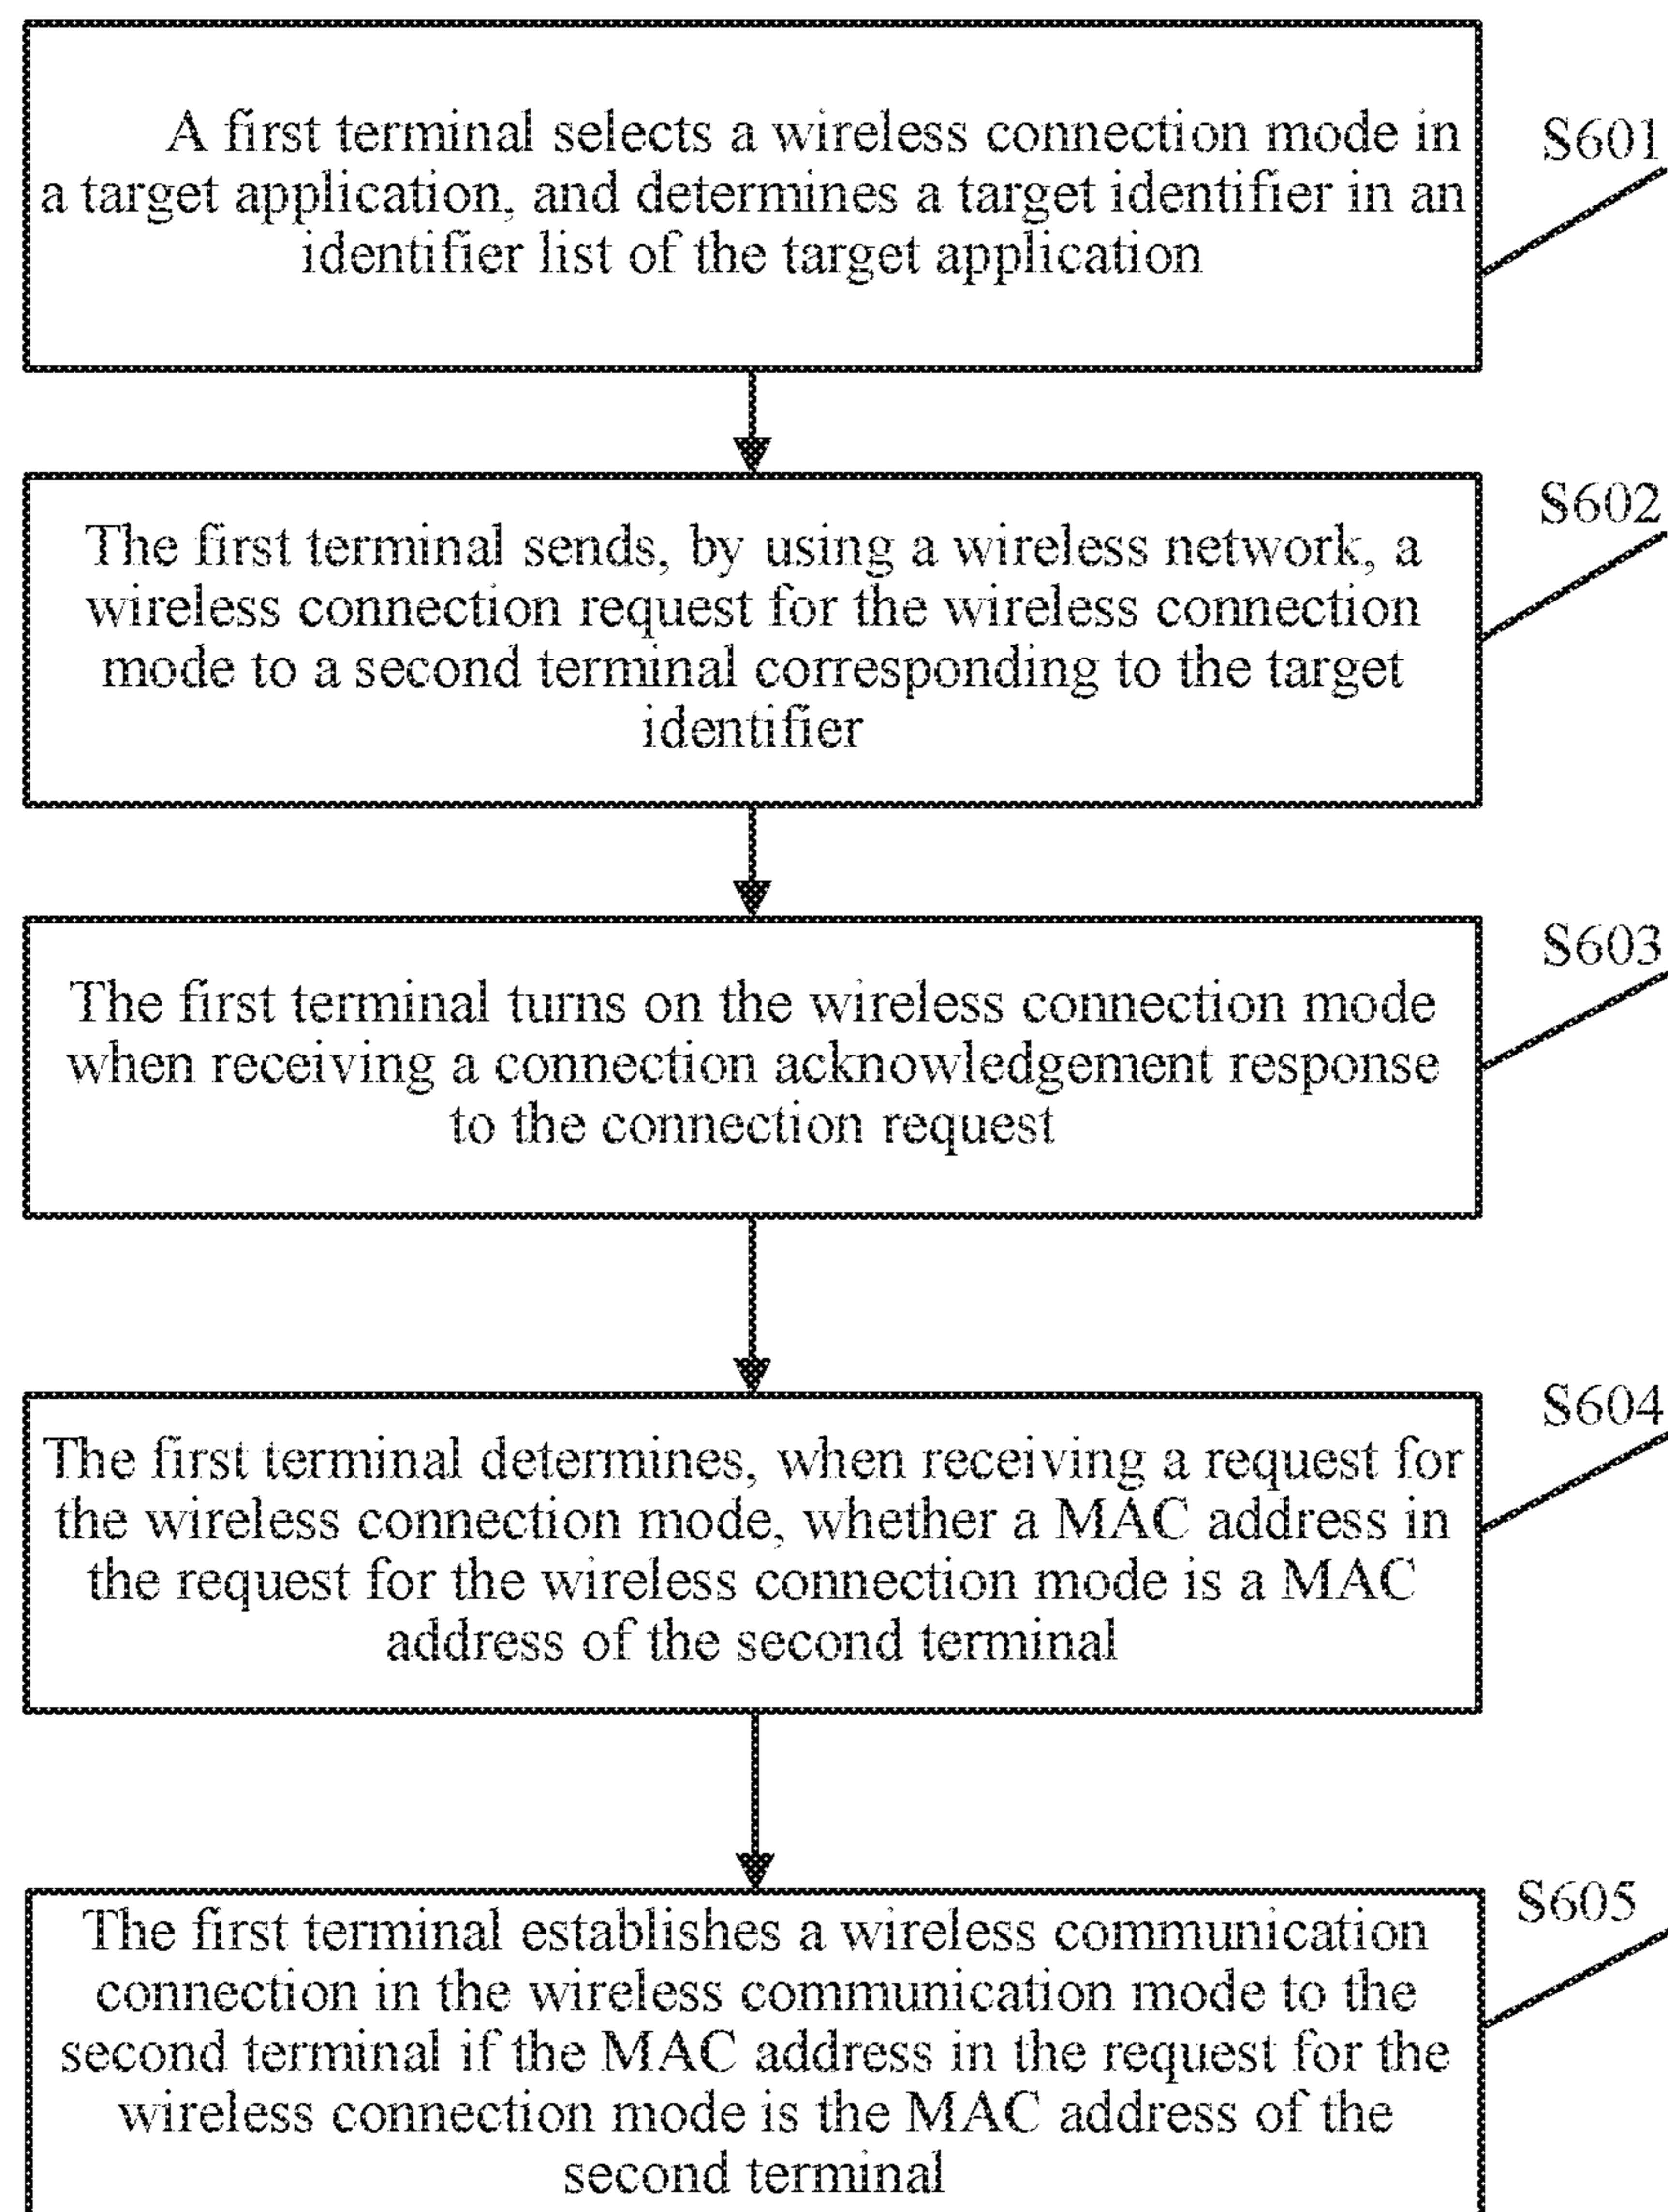 A first terminal selects a wireless connection mode in
a target application, and determines a target identifier in an
identifier list of the target application
S601
The first terminal sends, by using a wireless network, a
wireless connection request for the wireless connection
mode to a second terminal corresponding to the target
identifier
S602
The first terminal turns on the wireless connection mode
when receiving a connection acknowledgement response
to the connection request
S603
The first terminal determines, when receiving a request for
the wireless connection mode, whether a MAC address in
the request for the wireless connection mode is a MAC
address of the second terminal
S604
The first terminal establishes a wireless communication
connection in the wireless communication mode to the
second terminal if the MAC address in the request for the
wireless connection mode is the MAC address of the
second terminal
S605